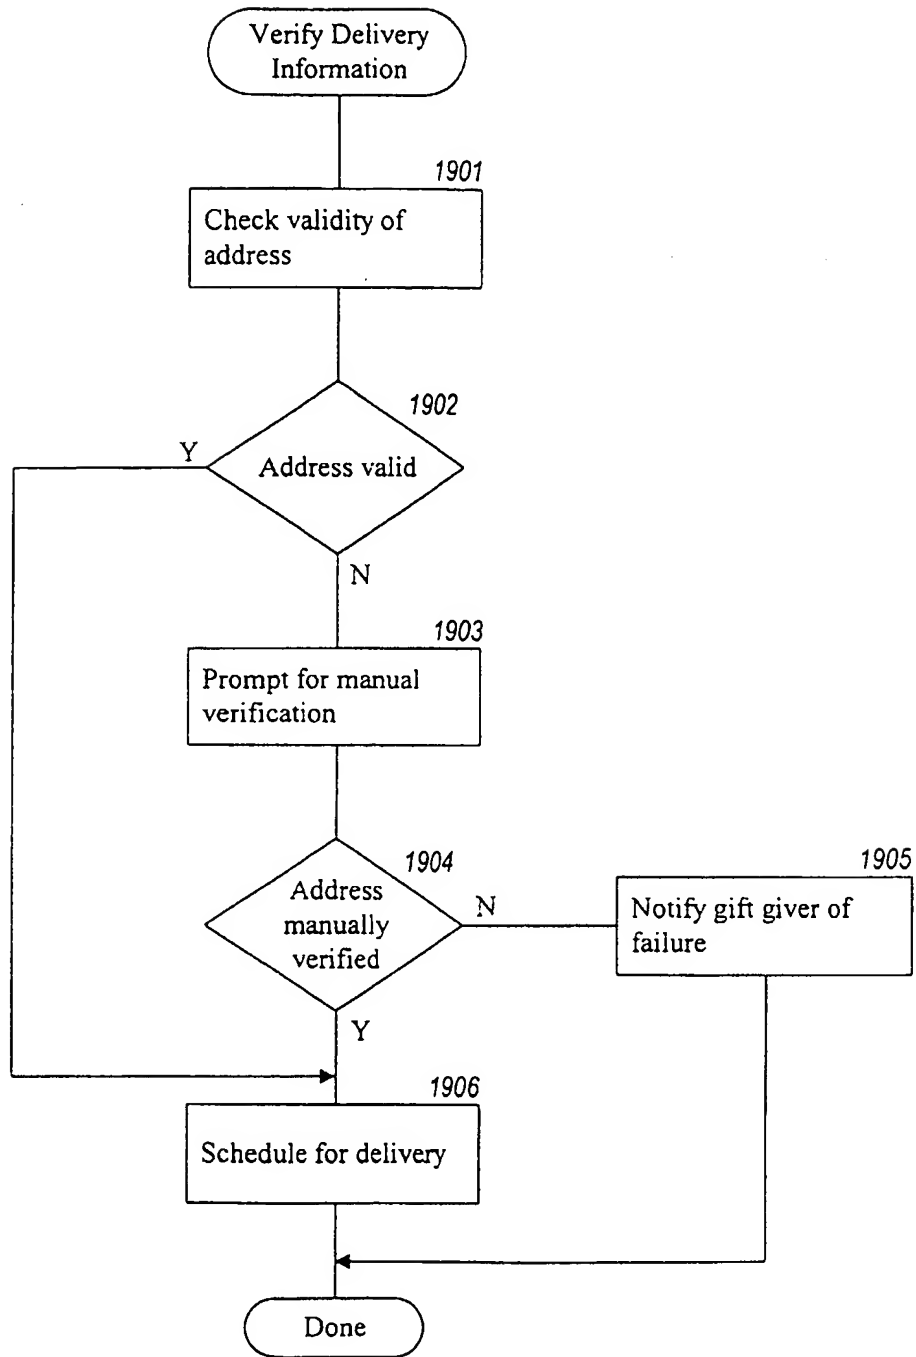 Verify Delivery
Information
1901
Check validity of
address
1902
Y
Address valid
N
1903
Prompt for manual
verification
1904
Address
manually
verified
N
1905
Notify gift giver of
failure
Y
1906
Schedule for delivery
Done